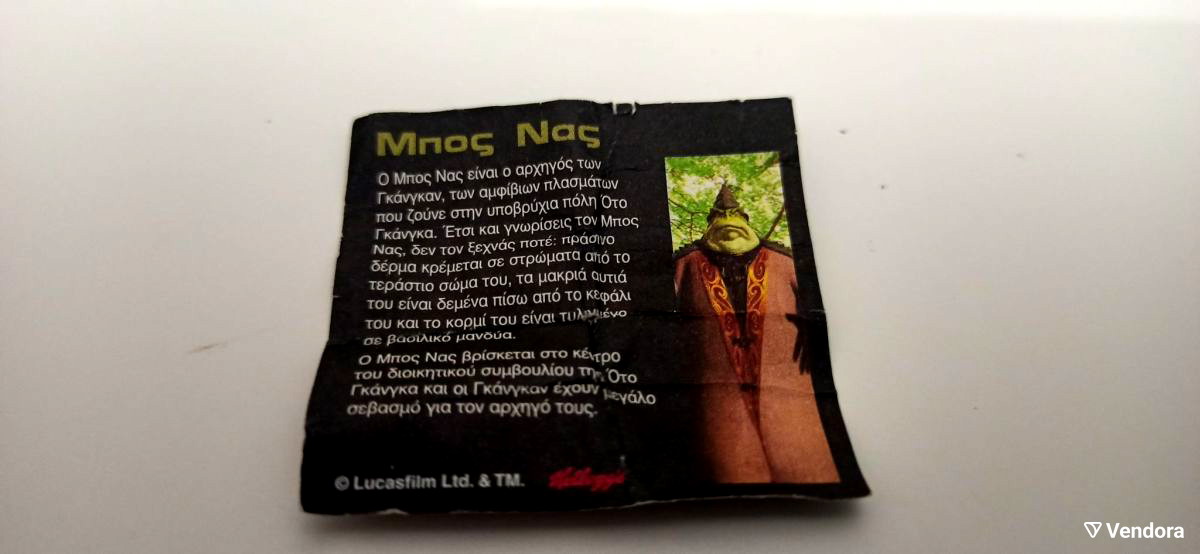 Μπος Νας
Ο Μπος Νας είναι ο αρχηγός των
Γκάνγκαν, των αμφίβιων πλασμάτων
που ζούνε στην υποβρύχια πόλη Ότο
Γκάνγκα. Έτσι και γνωρίσεις τον Μπος
Νας, δεν τον ξεχνάς ποτέ: πράσινο
δέρμα κρέμεται σε στρώματα από το
τεράστιο σώμα του, τα μακριά αυτιά
του είναι δεμένα πίσω από το κεφάλι
του και το κορμί του είναι τυλιγμένο
σε βασιλικό μανδύα.
Ο Μπος Νας βρίσκεται στο κέντρο
του διοικητικού συμβουλίου της Ότο
Γκάνγκα και οι Γκάνγκαν έχουν μεγάλο
σεβασμό για τον αρχηγό τους.
© Lucasfilm Ltd. & TM. Kellogg's
Vendora